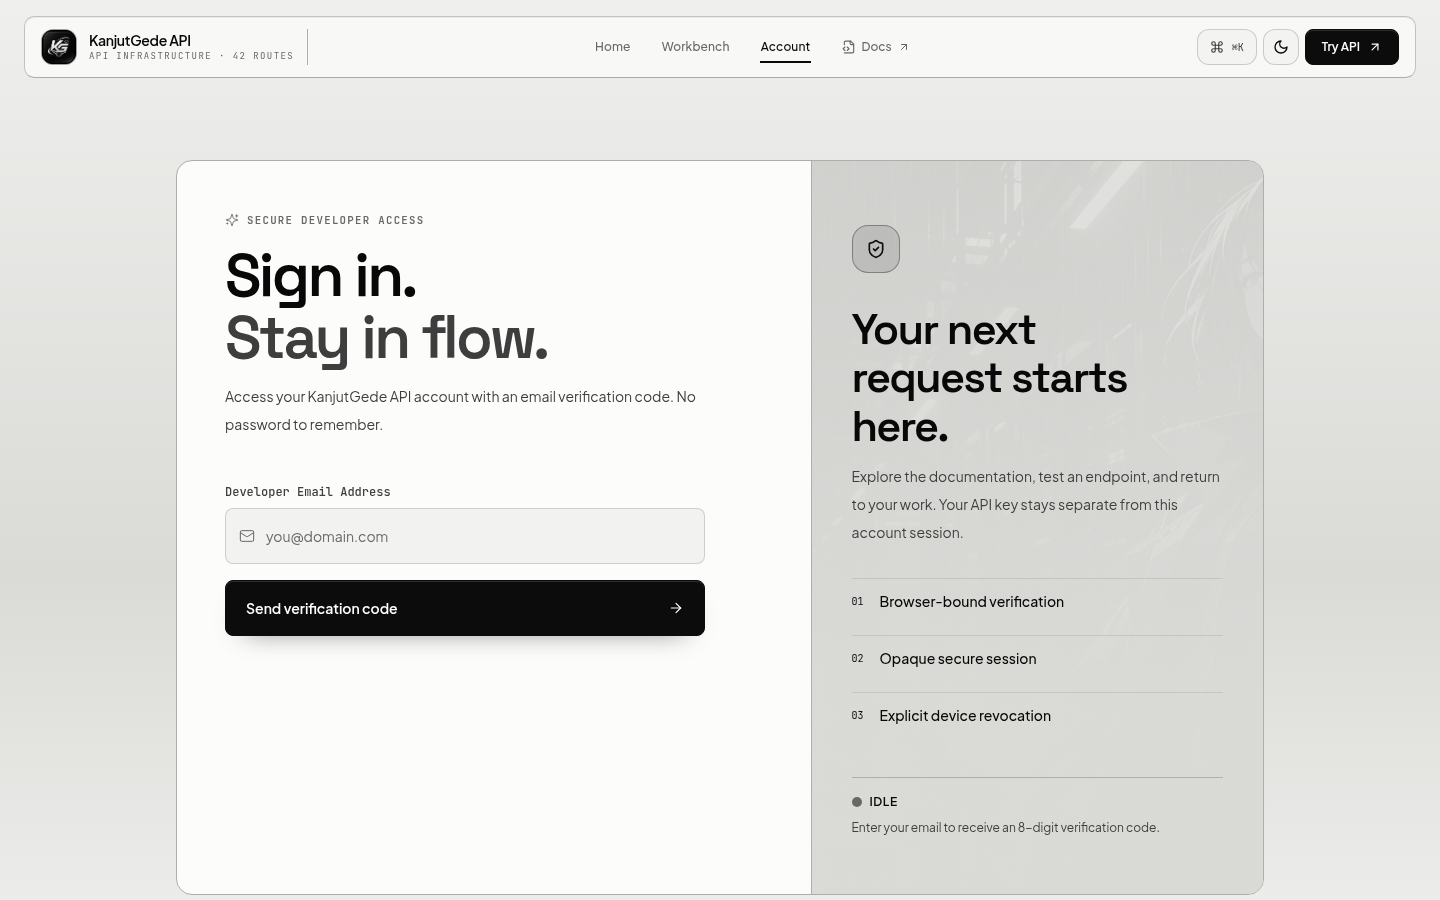 KanjutGede API
API INFRASTRUCTURE · 42 ROUTES
Home
Workbench
Account
Docs
⌘K
Try API
SECURE DEVELOPER ACCESS
Sign in.
Stay in flow.
Access your KanjutGede API account with an email verification code. No
password to remember.
Developer Email Address
you@domain.com
Send verification code
Your next
request starts
here.
Explore the documentation, test an endpoint, and return
to your work. Your API key stays separate from this
account session.
01 Browser-bound verification
02 Opaque secure session
03 Explicit device revocation
IDLE
Enter your email to receive an 8-digit verification code.